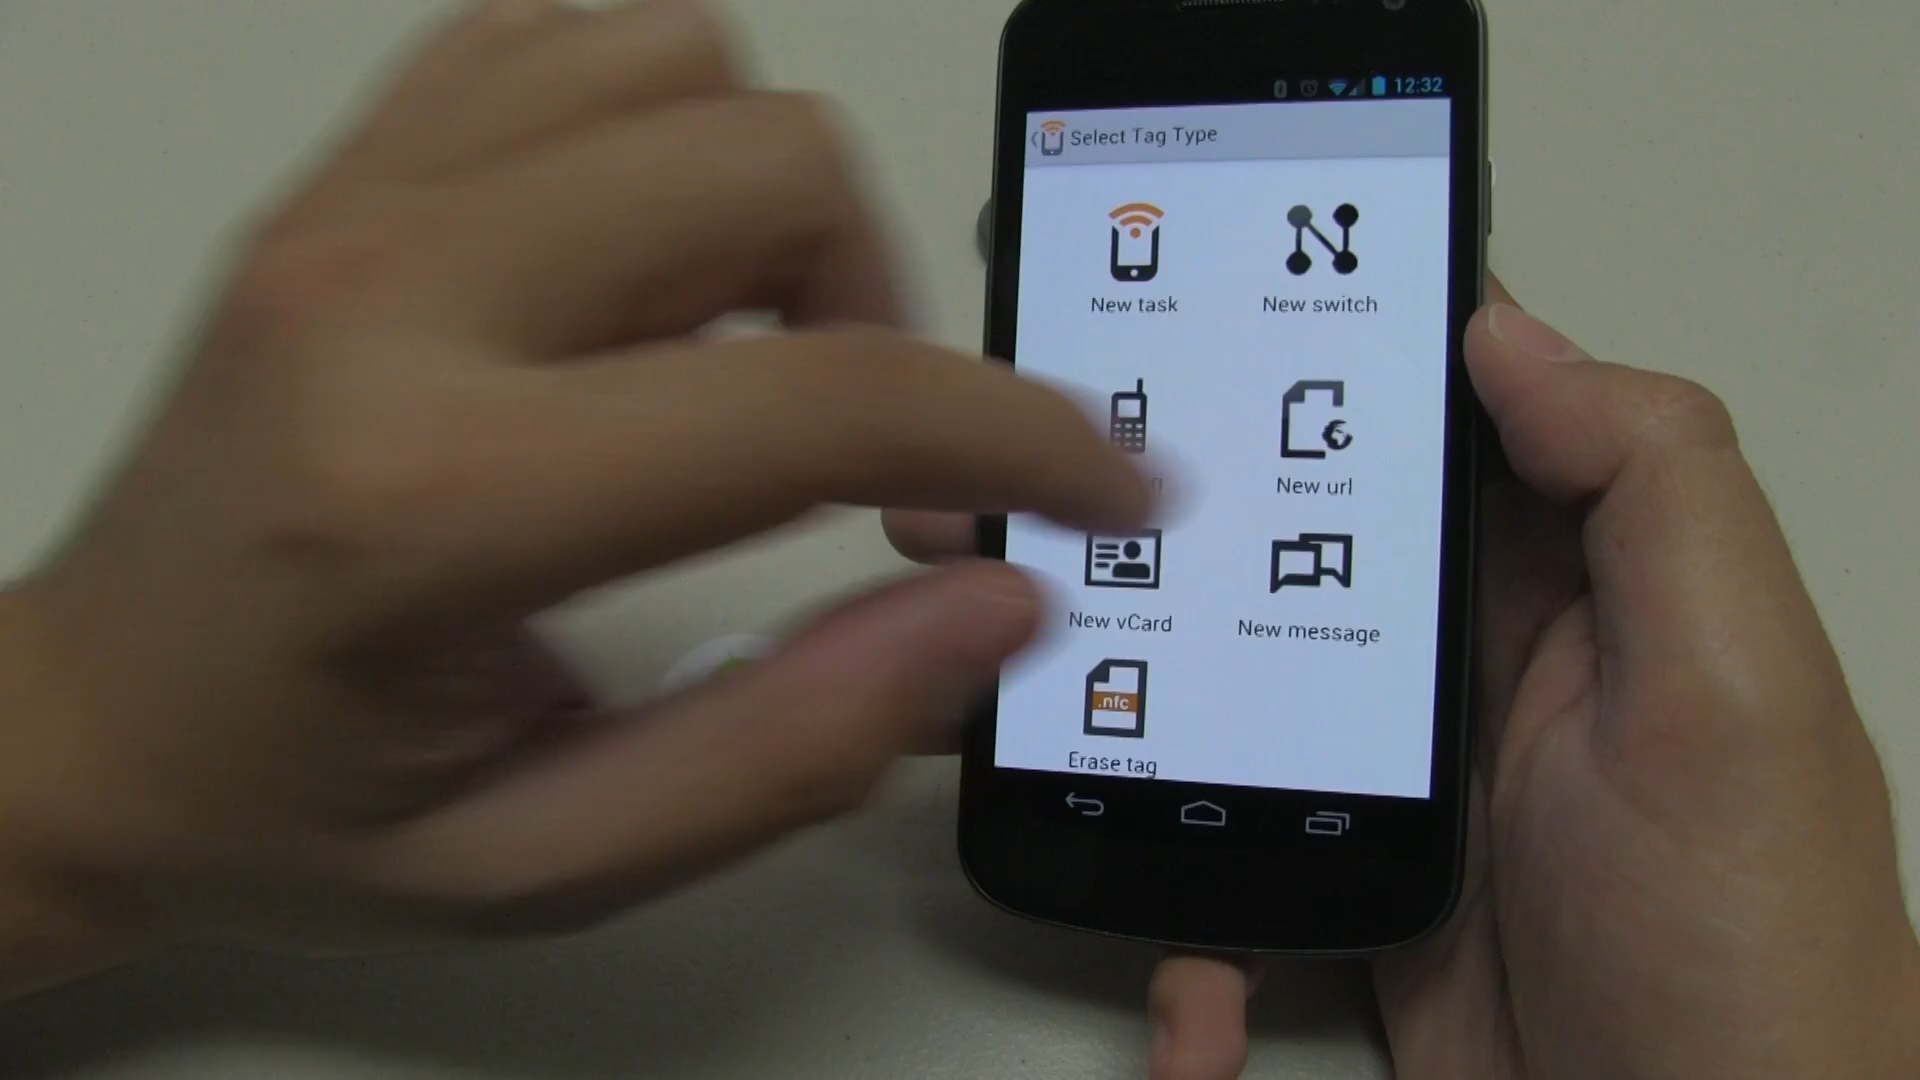 12:32
Select Tag Type
New task
New switch
New url
New vCard
New message
.nfc
Erase tag